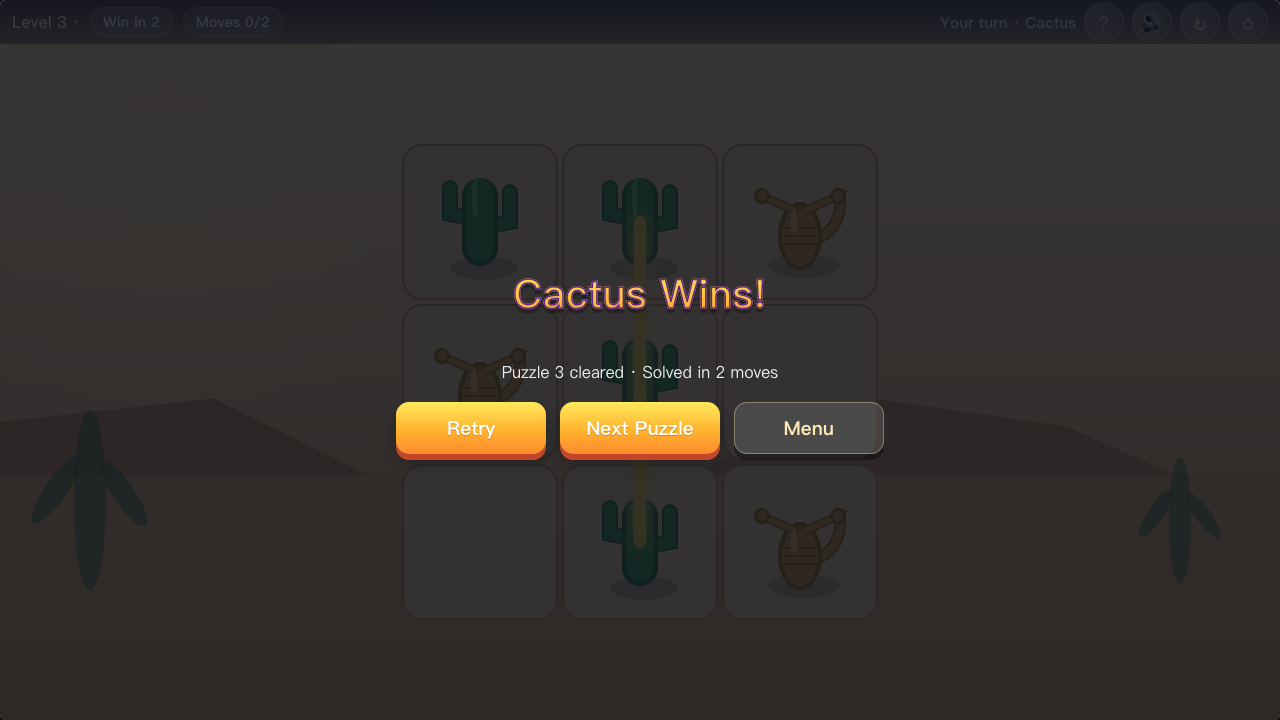 Level 3 · Win in 2 Moves 0/2 Your turn · Cactus ?
Cactus Wins!
Puzzle 3 cleared · Solved in 2 moves
Retry Next Puzzle Menu